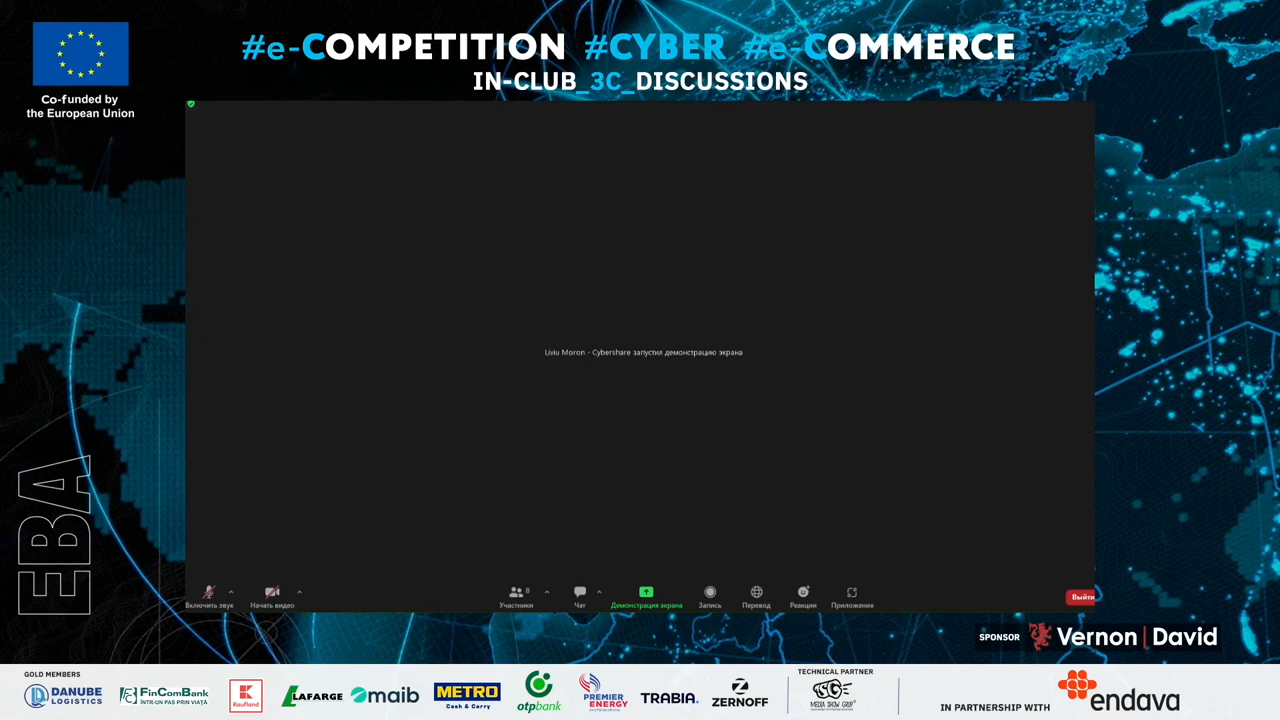 #e-COMPETITION #CYBER #e-COMMERCE
IN-CLUB_3C_DISCUSSIONS
Co-funded by
the European Union
Liviu Moron - Cybershare запустил демонстрацию экрана
EBA
Включить звук
Начать видео
8
Участники
Чат
Демонстрация экрана
Запись
Перевод
Реакции
Приложения
Выйти
SPONSOR
Vernon | David
GOLD MEMBERS
DANUBE
LOGISTICS
FinComBank
ÎNTR-UN PAS PRIN VIAȚĂ
Kaufland
LAFARGE
maib
METRO
Cash & Carry
otpbank
PREMIER
ENERGY
TRABIA.
ZERNOFF
TECHNICAL PARTNER
MEDIA SHOW GRUP
IN PARTNERSHIP WITH
endava